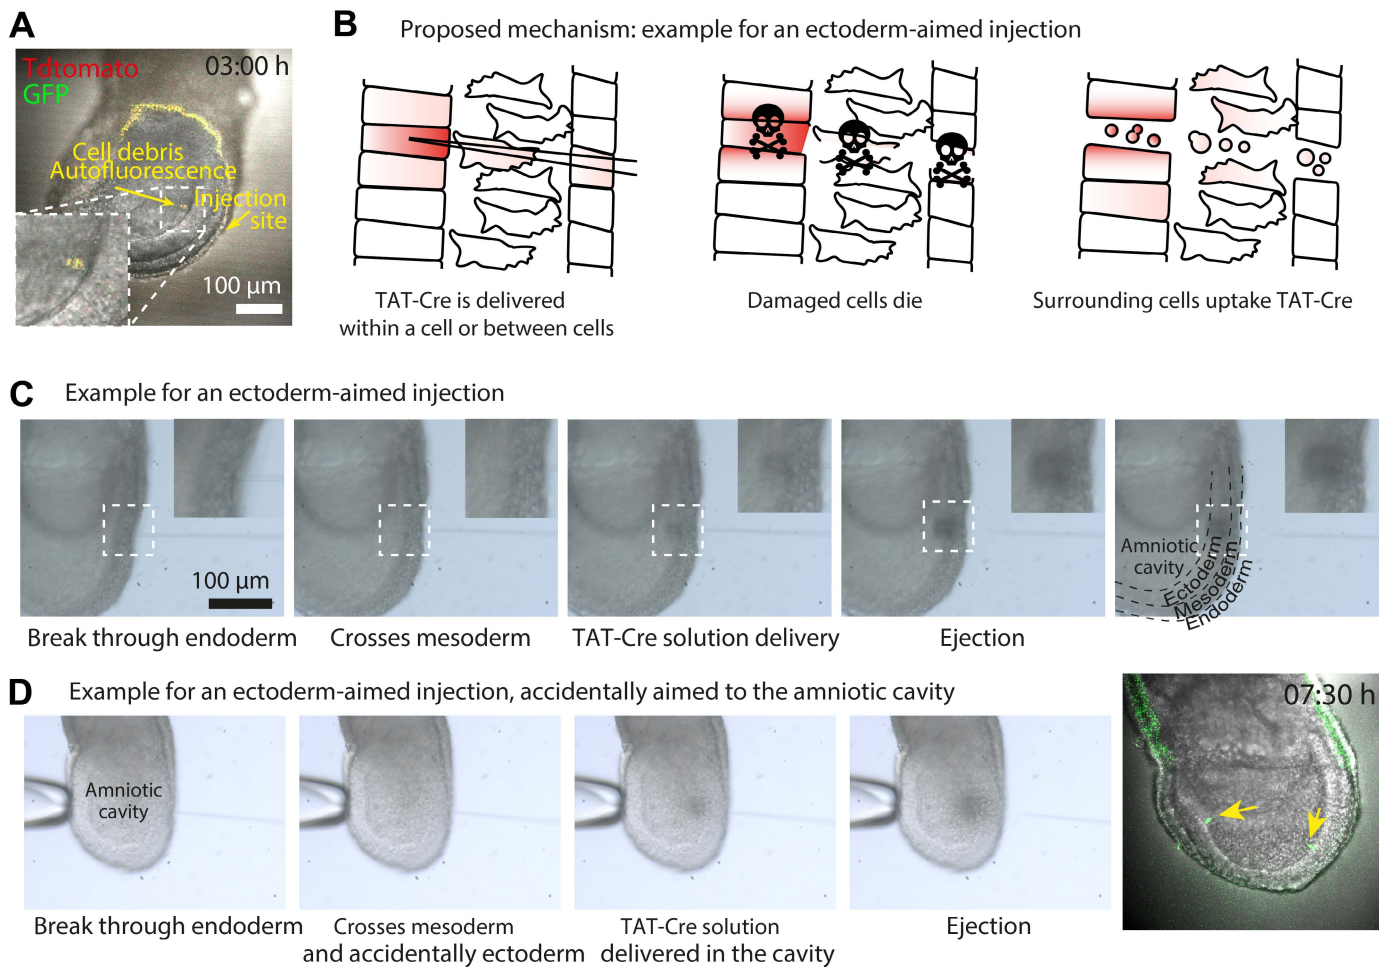 A
Tdtomato
GFP
03:00 h
Cell debris
Autofluorescence
Injection
site
100 µm
B
Proposed mechanism: example for an ectoderm-aimed injection
TAT-Cre is delivered
within a cell or between cells
Damaged cells die
Surrounding cells uptake TAT-Cre
C
Example for an ectoderm-aimed injection
100 µm
Amniotic
cavity
Ectoderm
Mesoderm
Endoderm
Break through endoderm
Crosses mesoderm
TAT-Cre solution delivery
Ejection
D
Example for an ectoderm-aimed injection, accidentally aimed to the amniotic cavity
07:30 h
Amniotic
cavity
Break through endoderm
Crosses mesoderm
and accidentally ectoderm
TAT-Cre solution
delivered in the cavity
Ejection